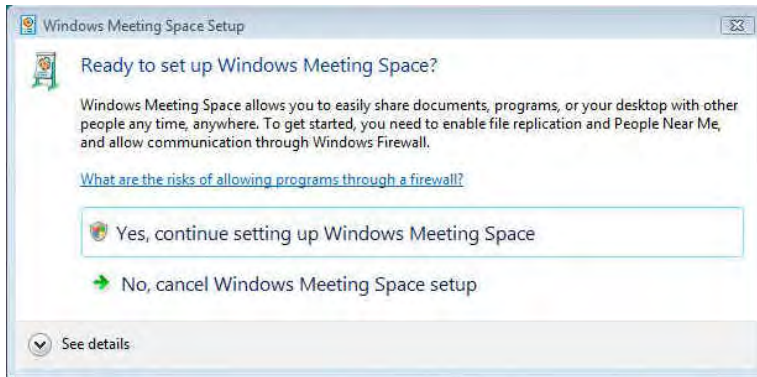 Windows Meeting Space Setup
Ready to set up Windows Meeting Space?
Windows Meeting Space allows you to easily share documents, programs, or your desktop with other
people any time, anywhere. To get started, you need to enable file replication and People Near Me,
and allow communication through Windows Firewall.
What are the risks of allowing programs through a firewall?
Yes, continue setting up Windows Meeting Space
No, cancel Windows Meeting Space setup
See details